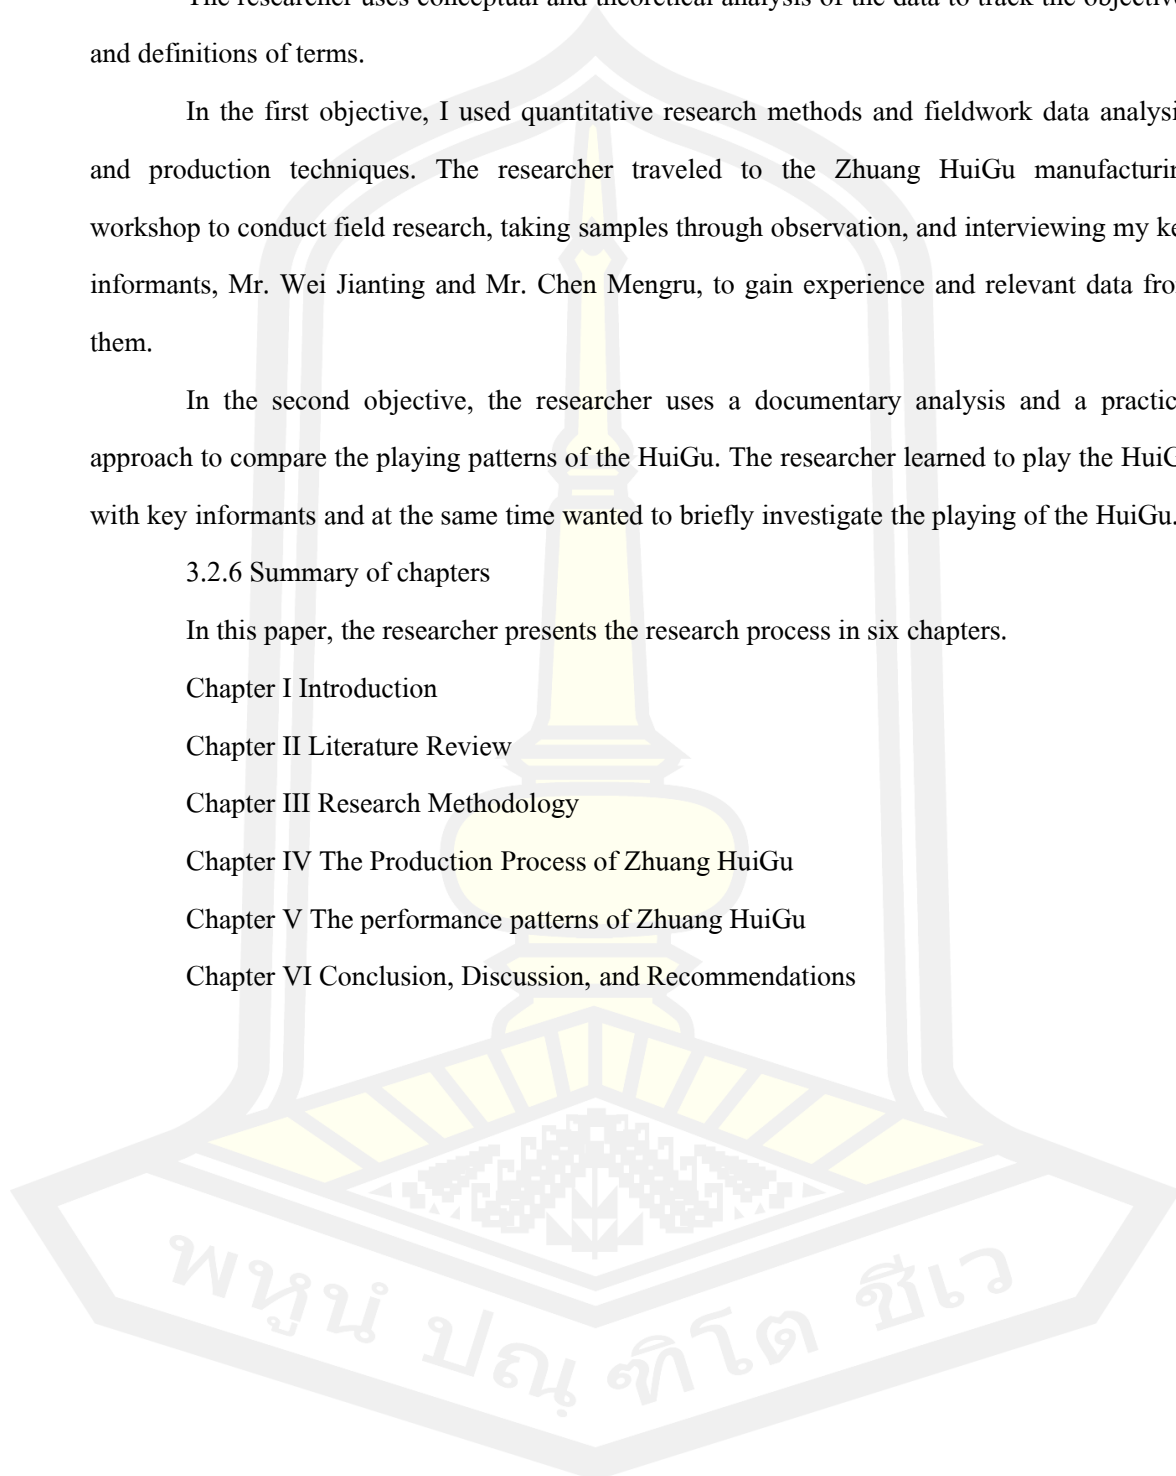 The researcher uses conceptual and theoretical analysis of the data to track the objective
and definitions of terms.
In the first objective, I used quantitative research methods and fieldwork data analysi
and production techniques. The researcher traveled to the Zhuang HuiGu manufacturin
workshop to conduct field research, taking samples through observation, and interviewing my ke
informants, Mr. Wei Jianting and Mr. Chen Mengru, to gain experience and relevant data fro
them.
In the second objective, the researcher uses a documentary analysis and a practic
approach to compare the playing patterns of the HuiGu. The researcher learned to play the HuiG
with key informants and at the same time wanted to briefly investigate the playing of the HuiGu.
3.2.6 Summary of chapters
In this paper, the researcher presents the research process in six chapters.
Chapter I Introduction
Chapter II Literature Review
Chapter III Research Methodology
Chapter IV The Production Process of Zhuang HuiGu
Chapter V The performance patterns of Zhuang HuiGu
Chapter VI Conclusion, Discussion, and Recommendations
พหูนํ ปณฺฑิโต ชีเว